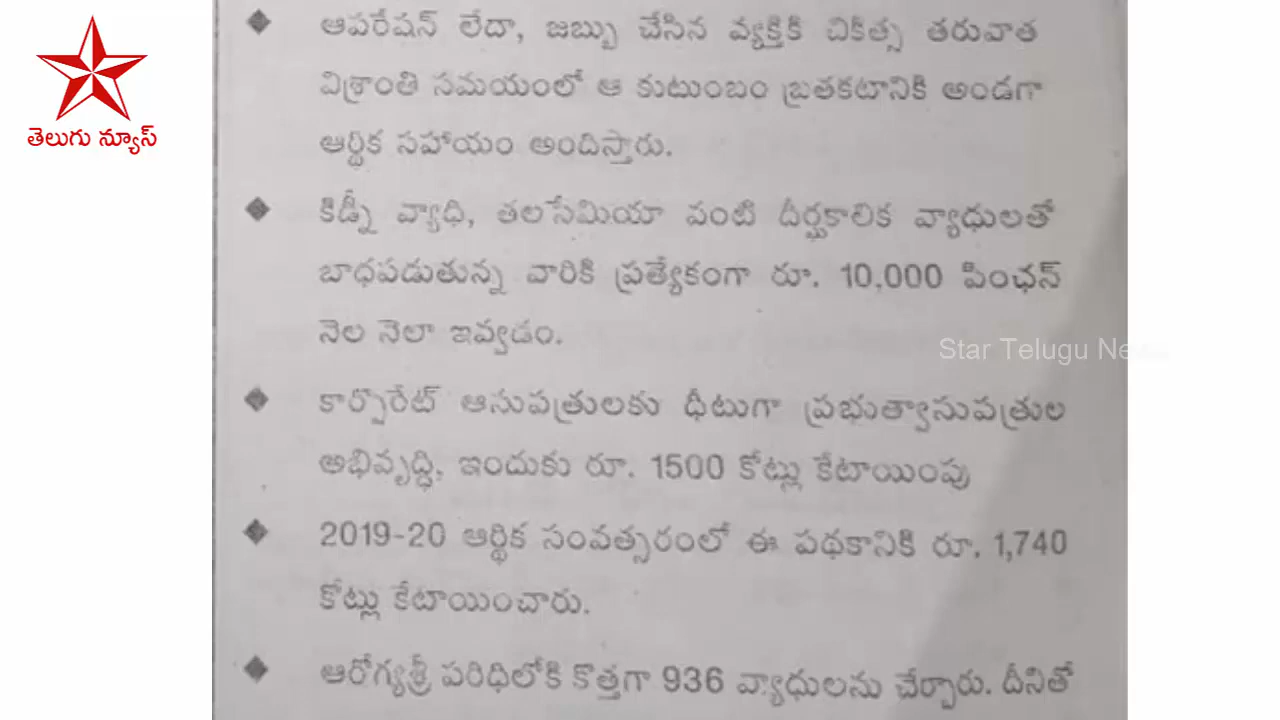 తెలుగు న్యూస్
ఆపరేషన్ లేదా, జబ్బు చేసిన వ్యక్తికి చికిత్స తరువాత
విశ్రాంతి సమయంలో ఆ కుటుంబం బ్రతకటానికి అండగా
ఆర్థిక సహాయం అందిస్తారు.
కిడ్నీ వ్యాధి, తలసేమియా వంటి దీర్ఘకాలిక వ్యాధులతో
బాధపడుతున్న వారికి ప్రత్యేకంగా రూ. 10,000 పింఛన్
నెల నెలా ఇవ్వడం.
Star Telugu
కార్పొరేట్ ఆసుపత్రులకు ధీటుగా ప్రభుత్వాసుపత్రుల
అభివృద్ధి, ఇందుకు రూ. 1500 కోట్లు కేటాయింపు
2019-20 ఆర్థిక సంవత్సరంలో ఈ పథకానికి రూ. 1,740
కోట్లు కేటాయించారు.
ఆరోగ్యశ్రీ పరిధిలోకి కొత్తగా 936 వ్యాధులను చేర్చారు. దీనితో